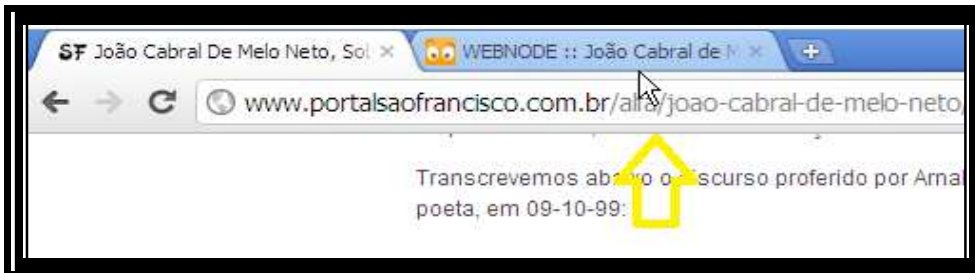 SF João Cabral De Melo Neto, Sol × WEBNODE :: João Cabral de N ×
www.portalsaofrancisco.com.br/alfa/joao-cabral-de-melo-neto/
Transcrevemos abaixo o discurso proferido por Arnal
poeta, em 09-10-99: